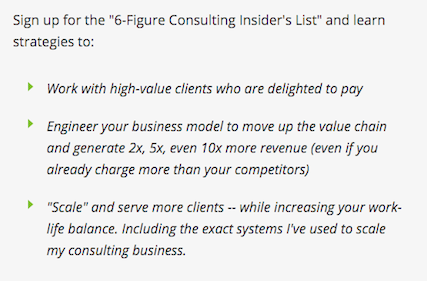 Sign up for the "6-Figure Consulting Insider's List" and learn
strategies to:
Work with high-value clients who are delighted to pay
Engineer your business model to move up the value chain
and generate 2x, 5x, even 10x more revenue (even if you
already charge more than your competitors)
"Scale" and serve more clients -- while increasing your work-
life balance. Including the exact systems I've used to scale
my consulting business.